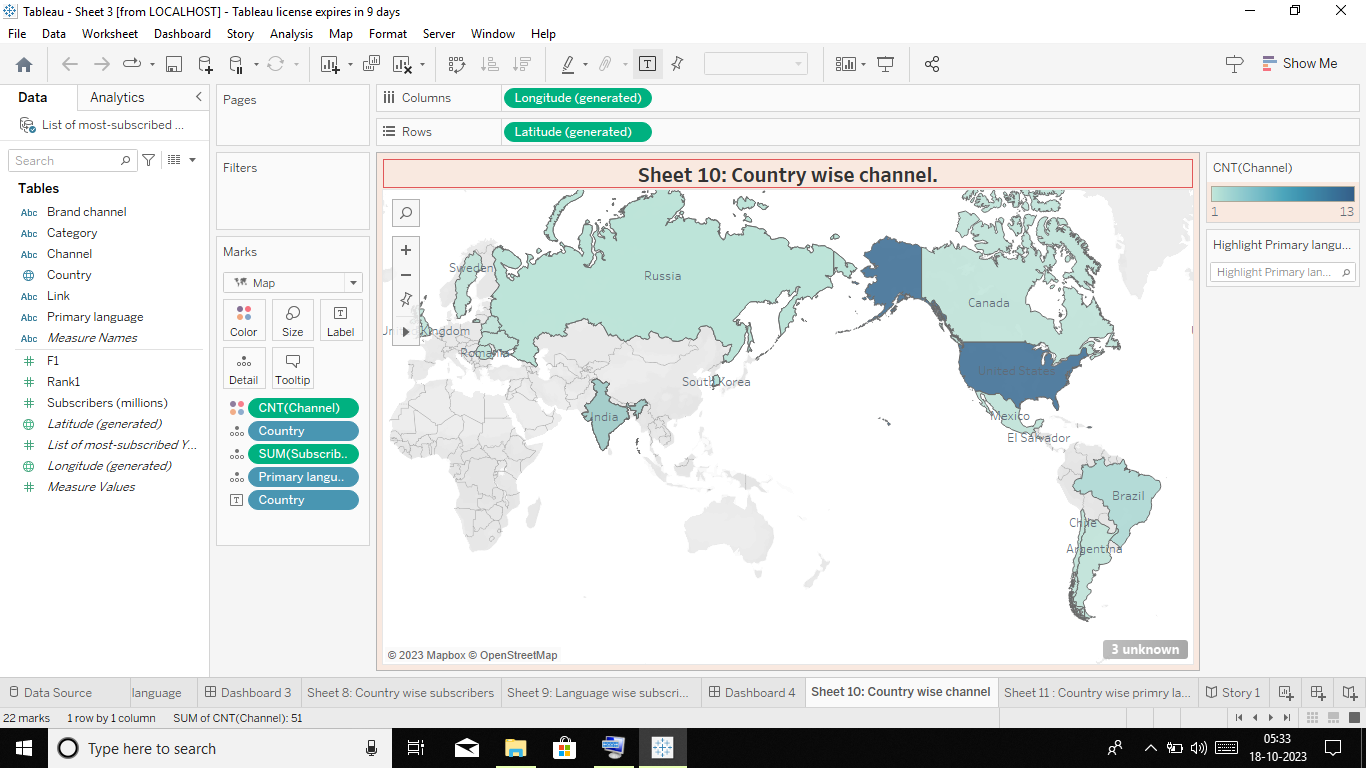 Tableau - Sheet 3 [from LOCALHOST] - Tableau license expires in 9 days
File Data Worksheet Dashboard Story Analysis Map Format Server Window Help
Show Me
Data Analytics
Pages
Columns Longitude (generated)
List of most-subscribed ...
Rows Latitude (generated)
Search
Filters
Sheet 10: Country wise channel.
CNT(Channel)
1 13
Highlight Primary langu...
Highlight Primary lan...
Tables
Abc Brand channel
Abc Category
Abc Channel
Country
Abc Link
Abc Primary language
Abc Measure Names
F1
Rank1
Subscribers (millions)
Latitude (generated)
List of most-subscribed Y...
Longitude (generated)
Measure Values
Marks
Map
Color Size Label
Detail Tooltip
CNT(Channel)
Country
SUM(Subscrib..
Primary langu..
Country
Sweden
Russia
Canada
United Kingdom
Romania
South Korea
United States
India
Mexico
El Salvador
Brazil
Chile
Argentina
© 2023 Mapbox © OpenStreetMap
3 unknown
Data Source language Dashboard 3 Sheet 8: Country wise subscribers Sheet 9: Language wise subscri... Dashboard 4 Sheet 10: Country wise channel Sheet 11 : Country wise primry la... Story 1
22 marks 1 row by 1 column SUM of CNT(Channel): 51
Type here to search
05:33
18-10-2023